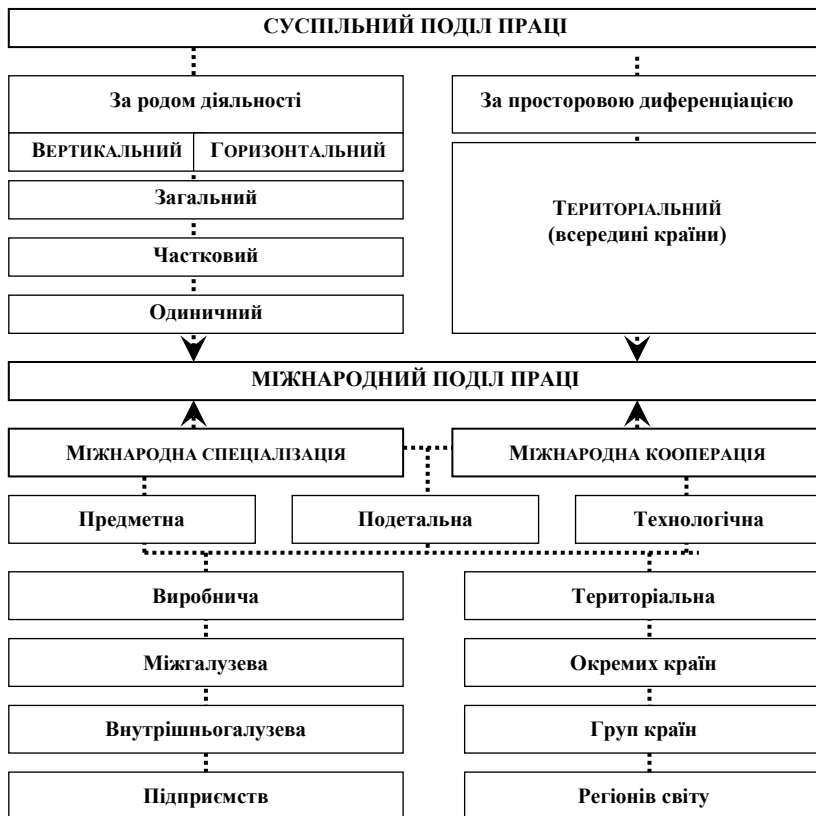 СУСПІЛЬНИЙ ПОДІЛ ПРАЦІ
За родом діяльності
За просторовою диференціацією
ВЕРТИКАЛЬНИЙ
ГОРИЗОНТАЛЬНИЙ
Загальний
Частковий
Одиничний
ТЕРИТОРІАЛЬНИЙ
(всередині країни)
МІЖНАРОДНИЙ ПОДІЛ ПРАЦІ
МІЖНАРОДНА СПЕЦІАЛІЗАЦІЯ
МІЖНАРОДНА КООПЕРАЦІЯ
Предметна
Подетальна
Технологічна
Виробнича
Територіальна
Міжгалузева
Окремих країн
Внутрішньогалузева
Груп країн
Підприємств
Регіонів світу